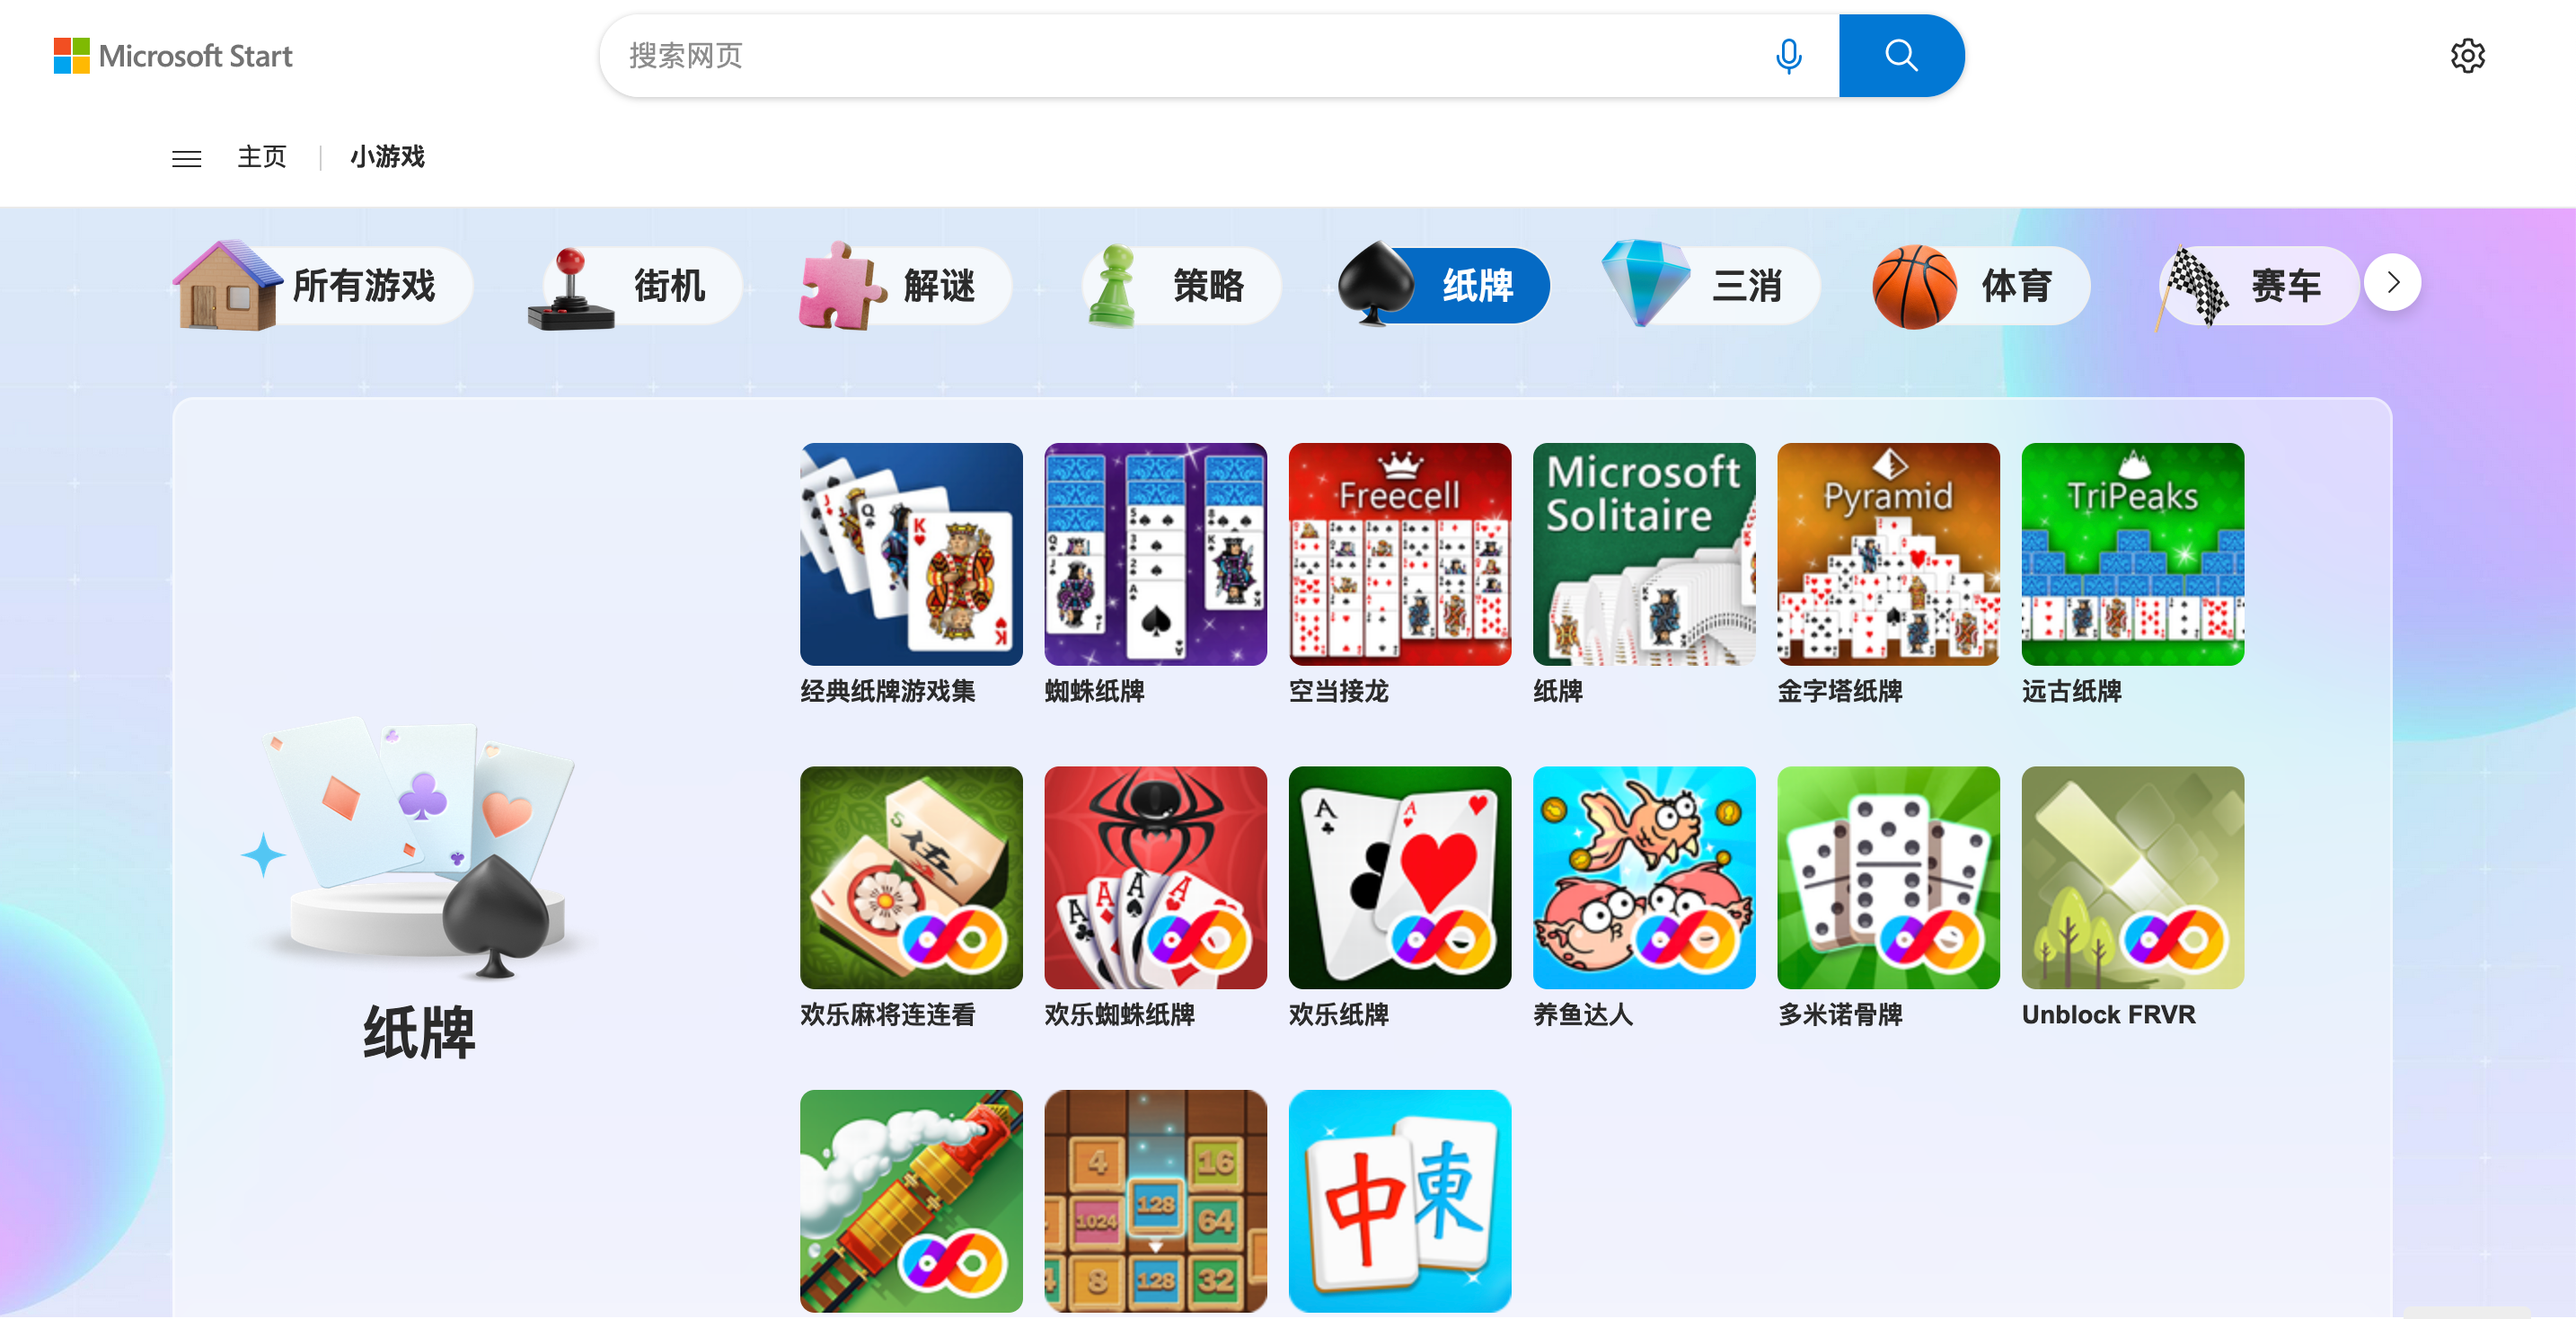 Microsoft Start
搜索网页
主页 | 小游戏
所有游戏
街机
解谜
策略
纸牌
三消
体育
赛车
纸牌
Freecell
Microsoft
Solitaire
Pyramid
TriPeaks
经典纸牌游戏集
蜘蛛纸牌
空当接龙
纸牌
金字塔纸牌
远古纸牌
欢乐麻将连连看
欢乐蜘蛛纸牌
欢乐纸牌
养鱼达人
多米诺骨牌
Unblock FRVR
4 16
128
1024 64
8 128 32
中 東